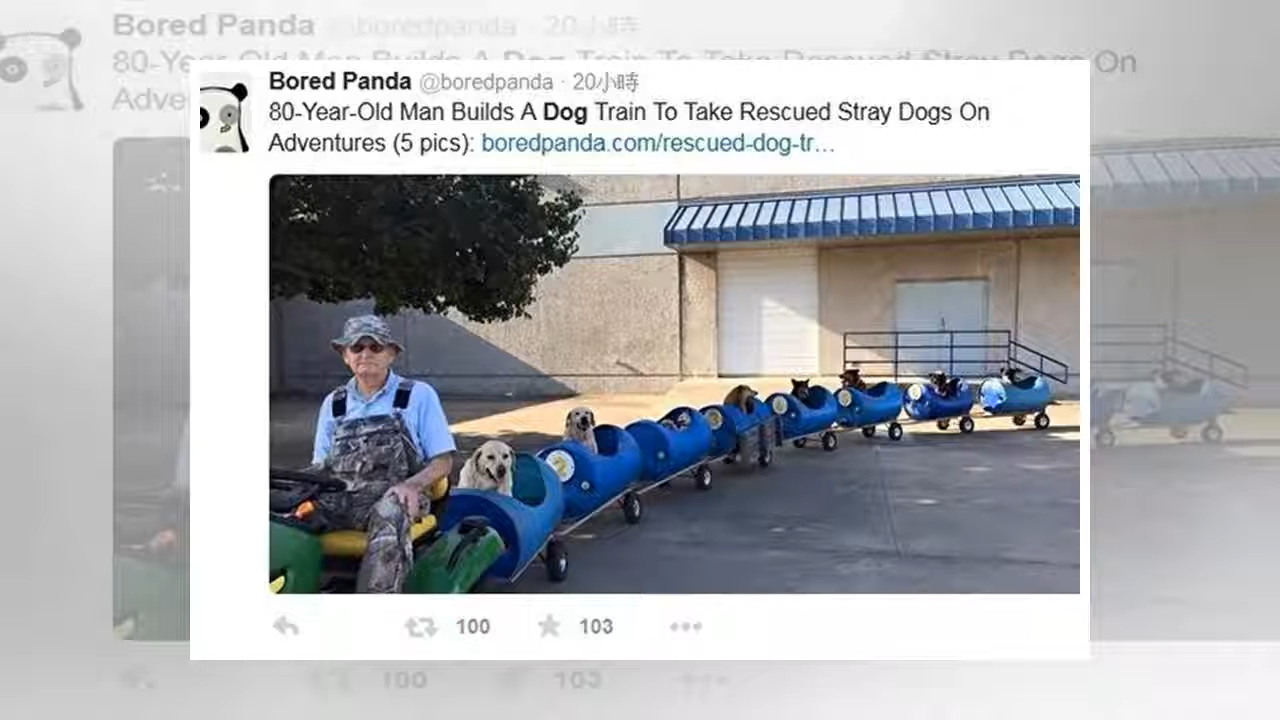 Bored Panda @boredpanda · 20小時
80-Year-Old Man Builds A Dog Train To Take Rescued Stray Dogs On
Adventures (5 pics): boredpanda.com/rescued-dog-tr…
100 103